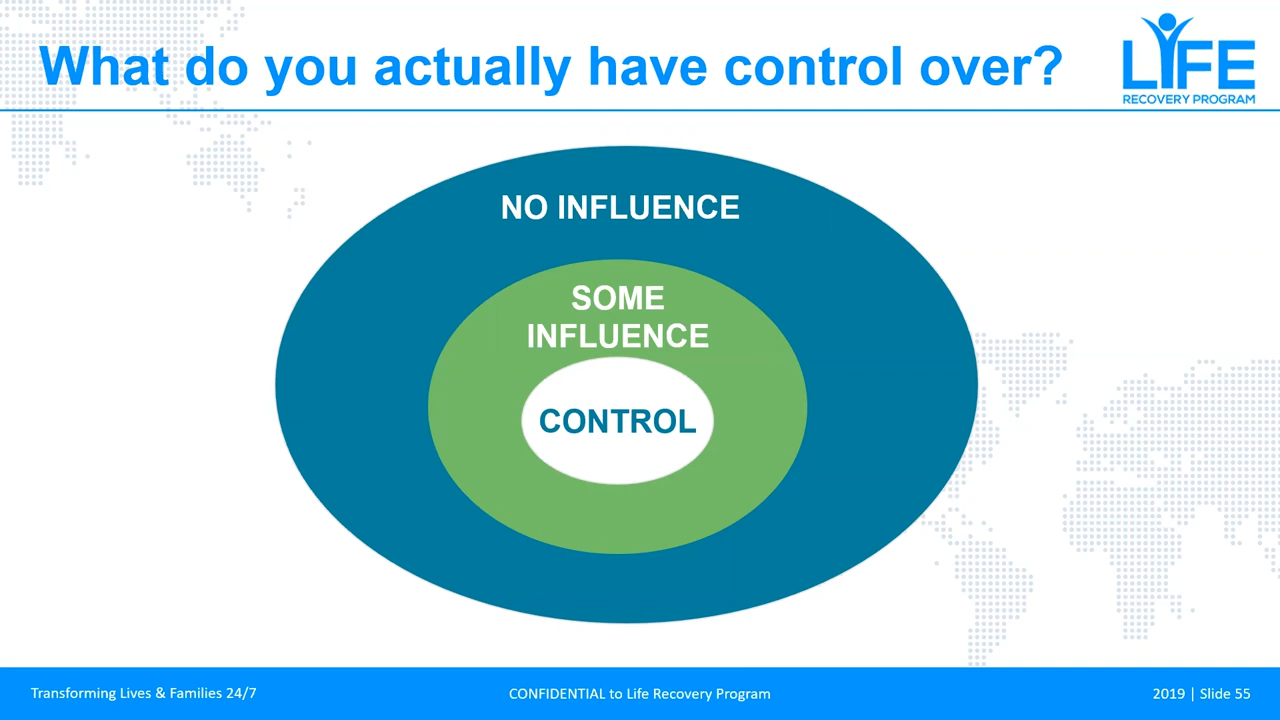 What do you actually have control over?
LIFE
RECOVERY PROGRAM
NO INFLUENCE
SOME
INFLUENCE
CONTROL
Transforming Lives & Families 24/7
CONFIDENTIAL to Life Recovery Program
2019 | Slide 55